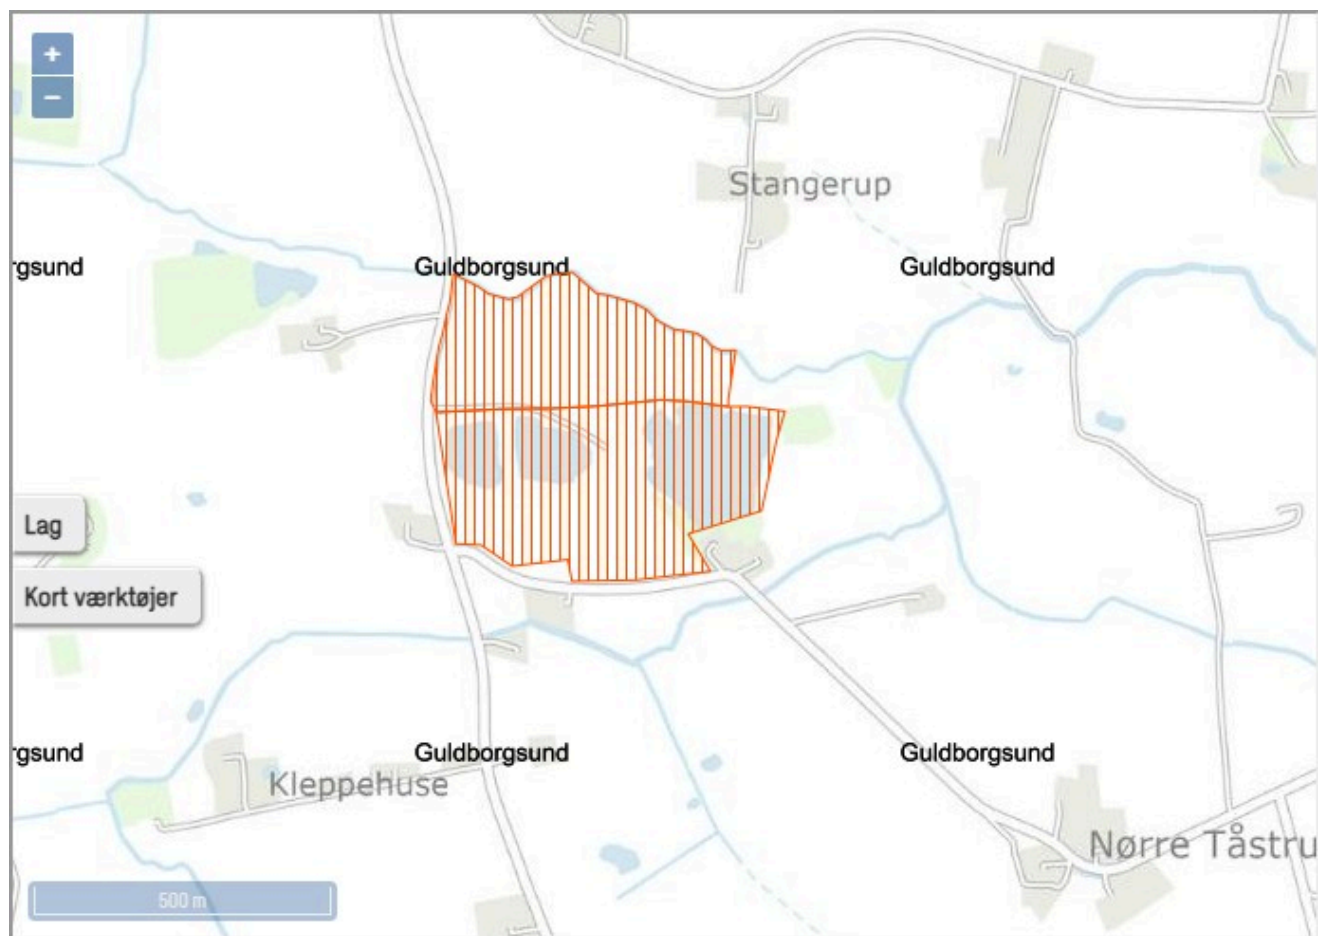 +
−
Stangerup
rgsund
Guldborgsund
Guldborgsund
Lag
Kort værktøjer
rgsund
Guldborgsund
Guldborgsund
Kleppehuse
Nørre Tåstru
500 m